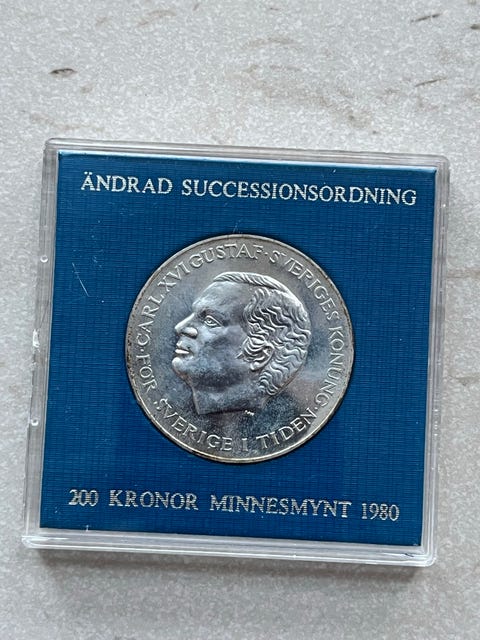 ÄNDRAD SUCCESSIONSORDNING
CARL XVI GUSTAF · SVERIGES KONUNG ·
FÖR · SVERIGE I TIDEN ·
200 KRONOR MINNESMYNT 1980